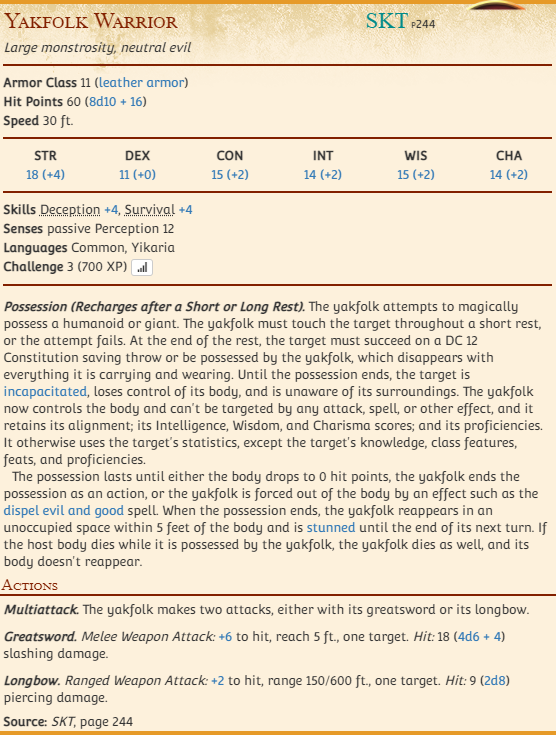 Yakfolk Warrior SKT P244
Large monstrosity, neutral evil
Armor Class 11 (leather armor)
Hit Points 60 (8d10 + 16)
Speed 30 ft.
STR DEX CON INT WIS CHA
18 (+4) 11 (+0) 15 (+2) 14 (+2) 15 (+2) 14 (+2)
Skills Deception +4, Survival +4
Senses passive Perception 12
Languages Common, Yikaria
Challenge 3 (700 XP)
Possession (Recharges after a Short or Long Rest). The yakfolk attempts to magically
possess a humanoid or giant. The yakfolk must touch the target throughout a short rest,
or the attempt fails. At the end of the rest, the target must succeed on a DC 12
Constitution saving throw or be possessed by the yakfolk, which disappears with
everything it is carrying and wearing. Until the possession ends, the target is
incapacitated, loses control of its body, and is unaware of its surroundings. The yakfolk
now controls the body and can't be targeted by any attack, spell, or other effect, and it
retains its alignment; its Intelligence, Wisdom, and Charisma scores; and its proficiencies.
It otherwise uses the target's statistics, except the target's knowledge, class features,
feats, and proficiencies.
The possession lasts until either the body drops to 0 hit points, the yakfolk ends the
possession as an action, or the yakfolk is forced out of the body by an effect such as the
dispel evil and good spell. When the possession ends, the yakfolk reappears in an
unoccupied space within 5 feet of the body and is stunned until the end of its next turn. If
the host body dies while it is possessed by the yakfolk, the yakfolk dies as well, and its
body doesn't reappear.
Actions
Multiattack. The yakfolk makes two attacks, either with its greatsword or its longbow.
Greatsword. Melee Weapon Attack: +6 to hit, reach 5 ft., one target. Hit: 18 (4d6 + 4)
slashing damage.
Longbow. Ranged Weapon Attack: +2 to hit, range 150/600 ft., one target. Hit: 9 (2d8)
piercing damage.
Source: SKT, page 244